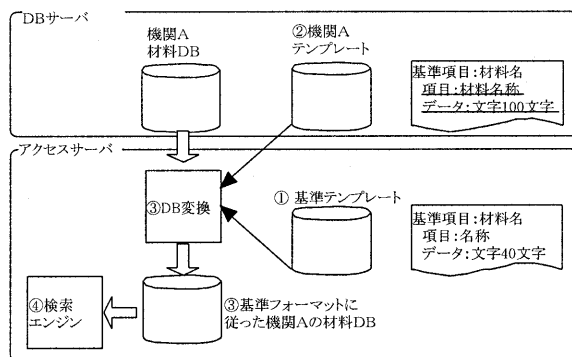 DBサーバ
機関A
材料DB
②機関A
テンプレート
基準項目:材料名
項目:材料名称
データ:文字100文字
アクセスサーバ
③DB変換
① 基準テンプレート
基準項目:材料名
項目:名称
データ:文字40文字
④検索
エンジン
③基準フォーマットに
従った機関Aの材料DB